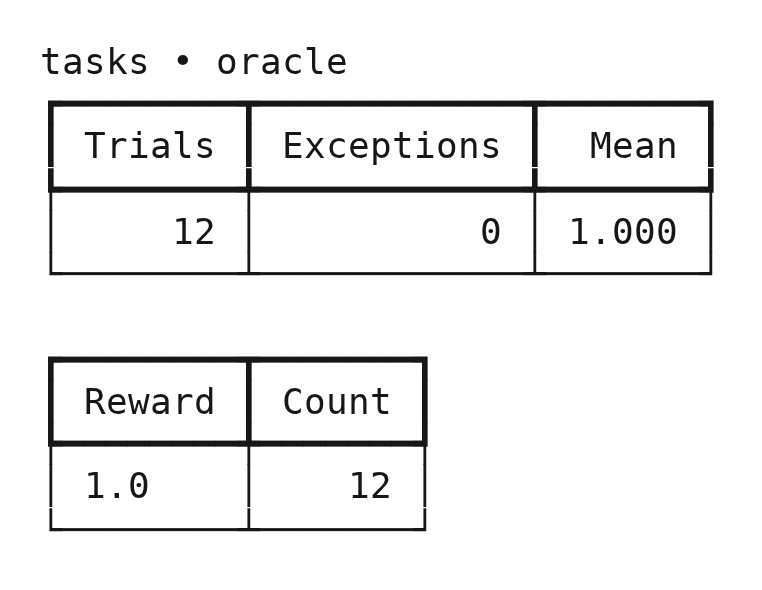 tasks • oracle
Trials Exceptions Mean
12 0 1.000
Reward Count
1.0 12